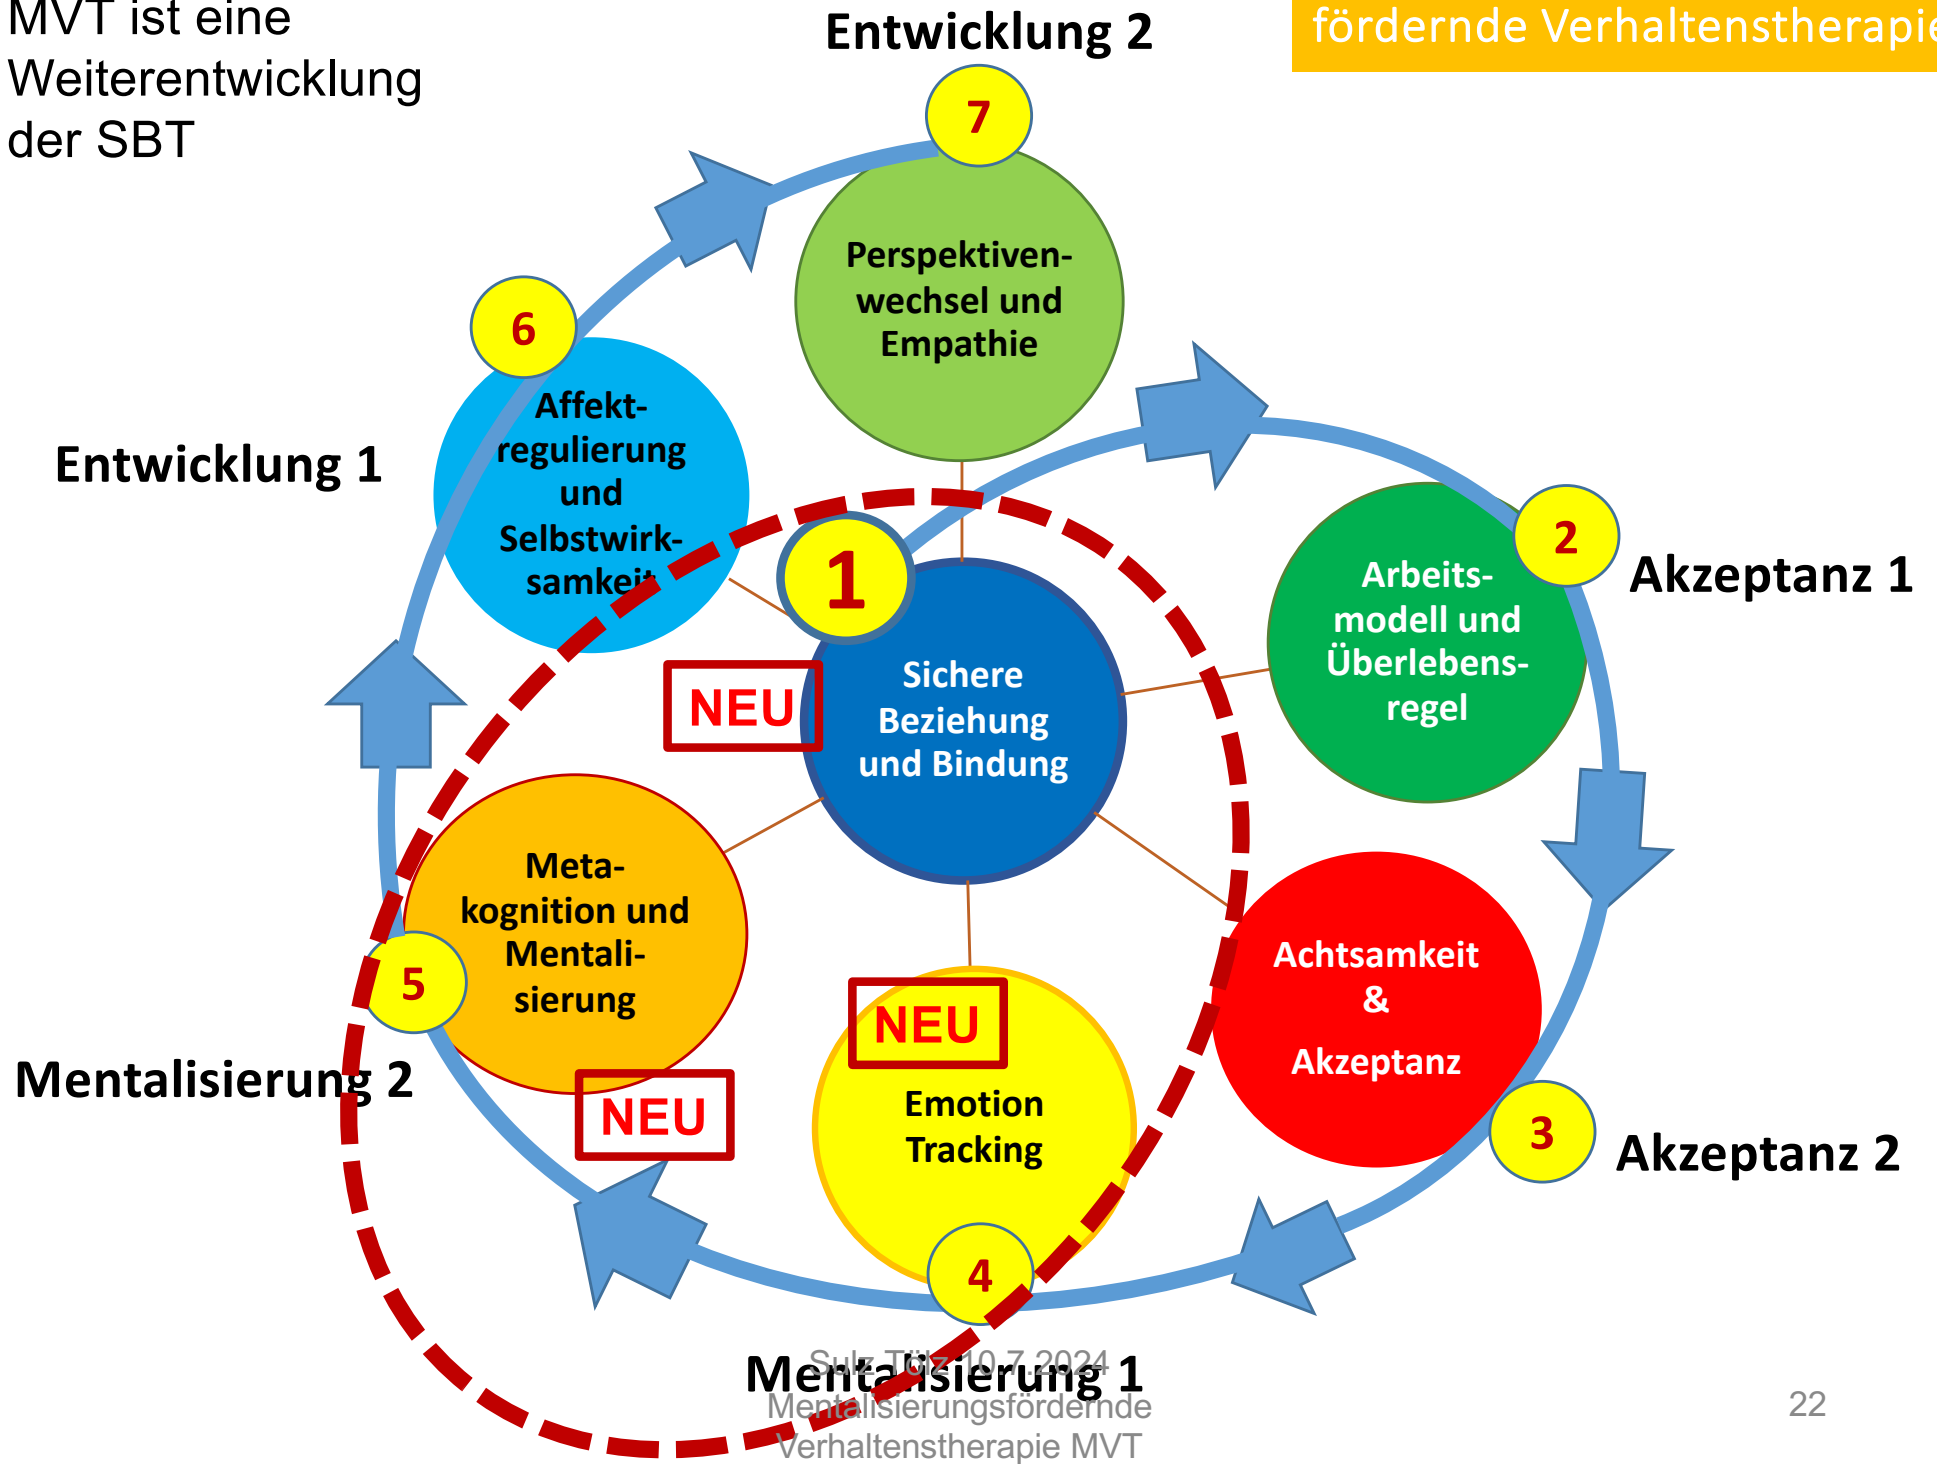 MVT ist eine
Weiterentwicklung
der SBT
Entwicklung 2
fördernde Verhaltenstherapie
7
Perspektiven-
wechsel und
Empathie
6
Affekt-
regulierung
und
Selbstwirk-
samkeit
Entwicklung 1
1
Sichere
Beziehung
und Bindung
NEU
2
Arbeits-
modell und
Überlebens-
regel
Akzeptanz 1
Achtsamkeit
&
Akzeptanz
3
Akzeptanz 2
Meta-
kognition und
Mentali-
sierung
5
NEU
Mentalisierung 2
NEU
Emotion
Tracking
4
Mentalisierung 1
Sulz Tölz 10.7.2024
Mentalisierungsfördernde
Verhaltenstherapie MVT
22